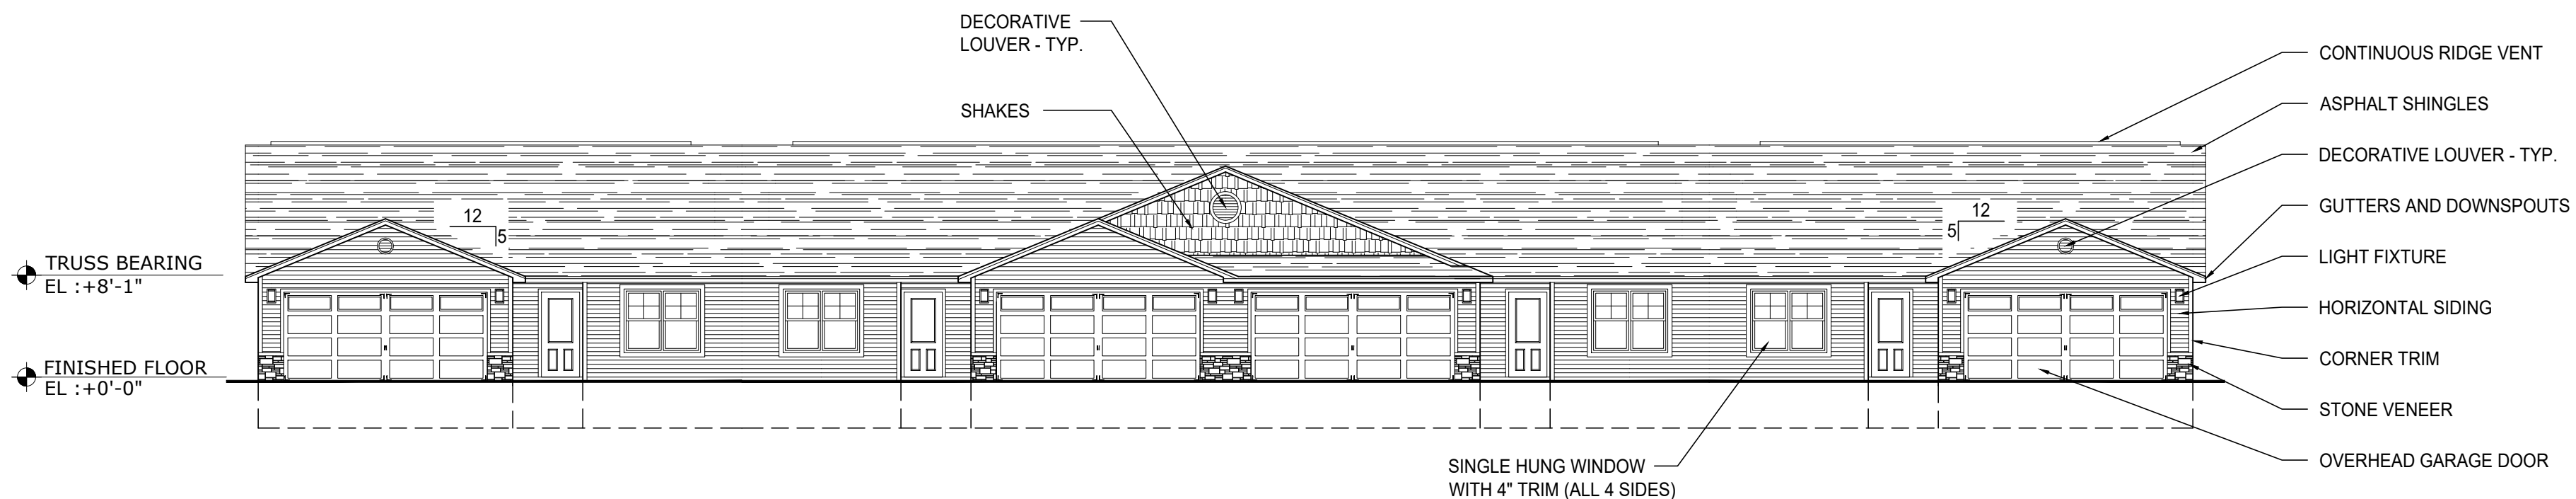 DECORATIVE
LOUVER - TYP.
SHAKES
CONTINUOUS RIDGE VENT
ASPHALT SHINGLES
DECORATIVE LOUVER - TYP.
GUTTERS AND DOWNSPOUTS
LIGHT FIXTURE
HORIZONTAL SIDING
CORNER TRIM
STONE VENEER
OVERHEAD GARAGE DOOR
12
5
12
5
TRUSS BEARING
EL :+8'-1"
FINISHED FLOOR
EL :+0'-0"
SINGLE HUNG WINDOW
WITH 4" TRIM (ALL 4 SIDES)